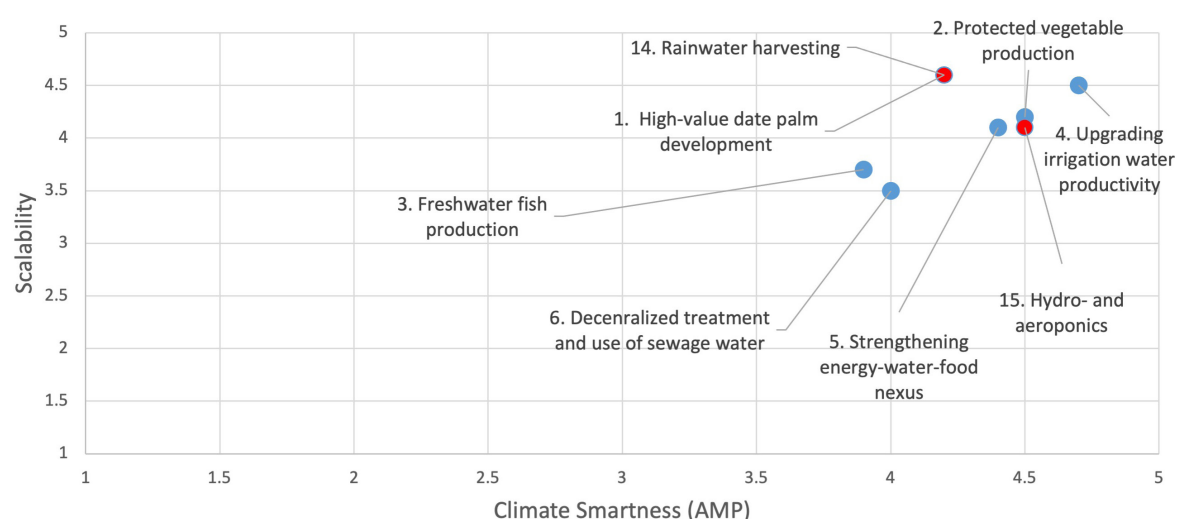 5
4.5
4
3.5
3
2.5
2
1.5
1
Scalability
1
1.5
2
2.5
3
3.5
4
4.5
5
Climate Smartness (AMP)
14. Rainwater harvesting
2. Protected vegetable
production
1. High-value date palm
development
4. Upgrading
irrigation water
productivity
3. Freshwater fish
production
6. Decenralized treatment
and use of sewage water
5. Strengthening
energy-water-food
nexus
15. Hydro- and
aeroponics